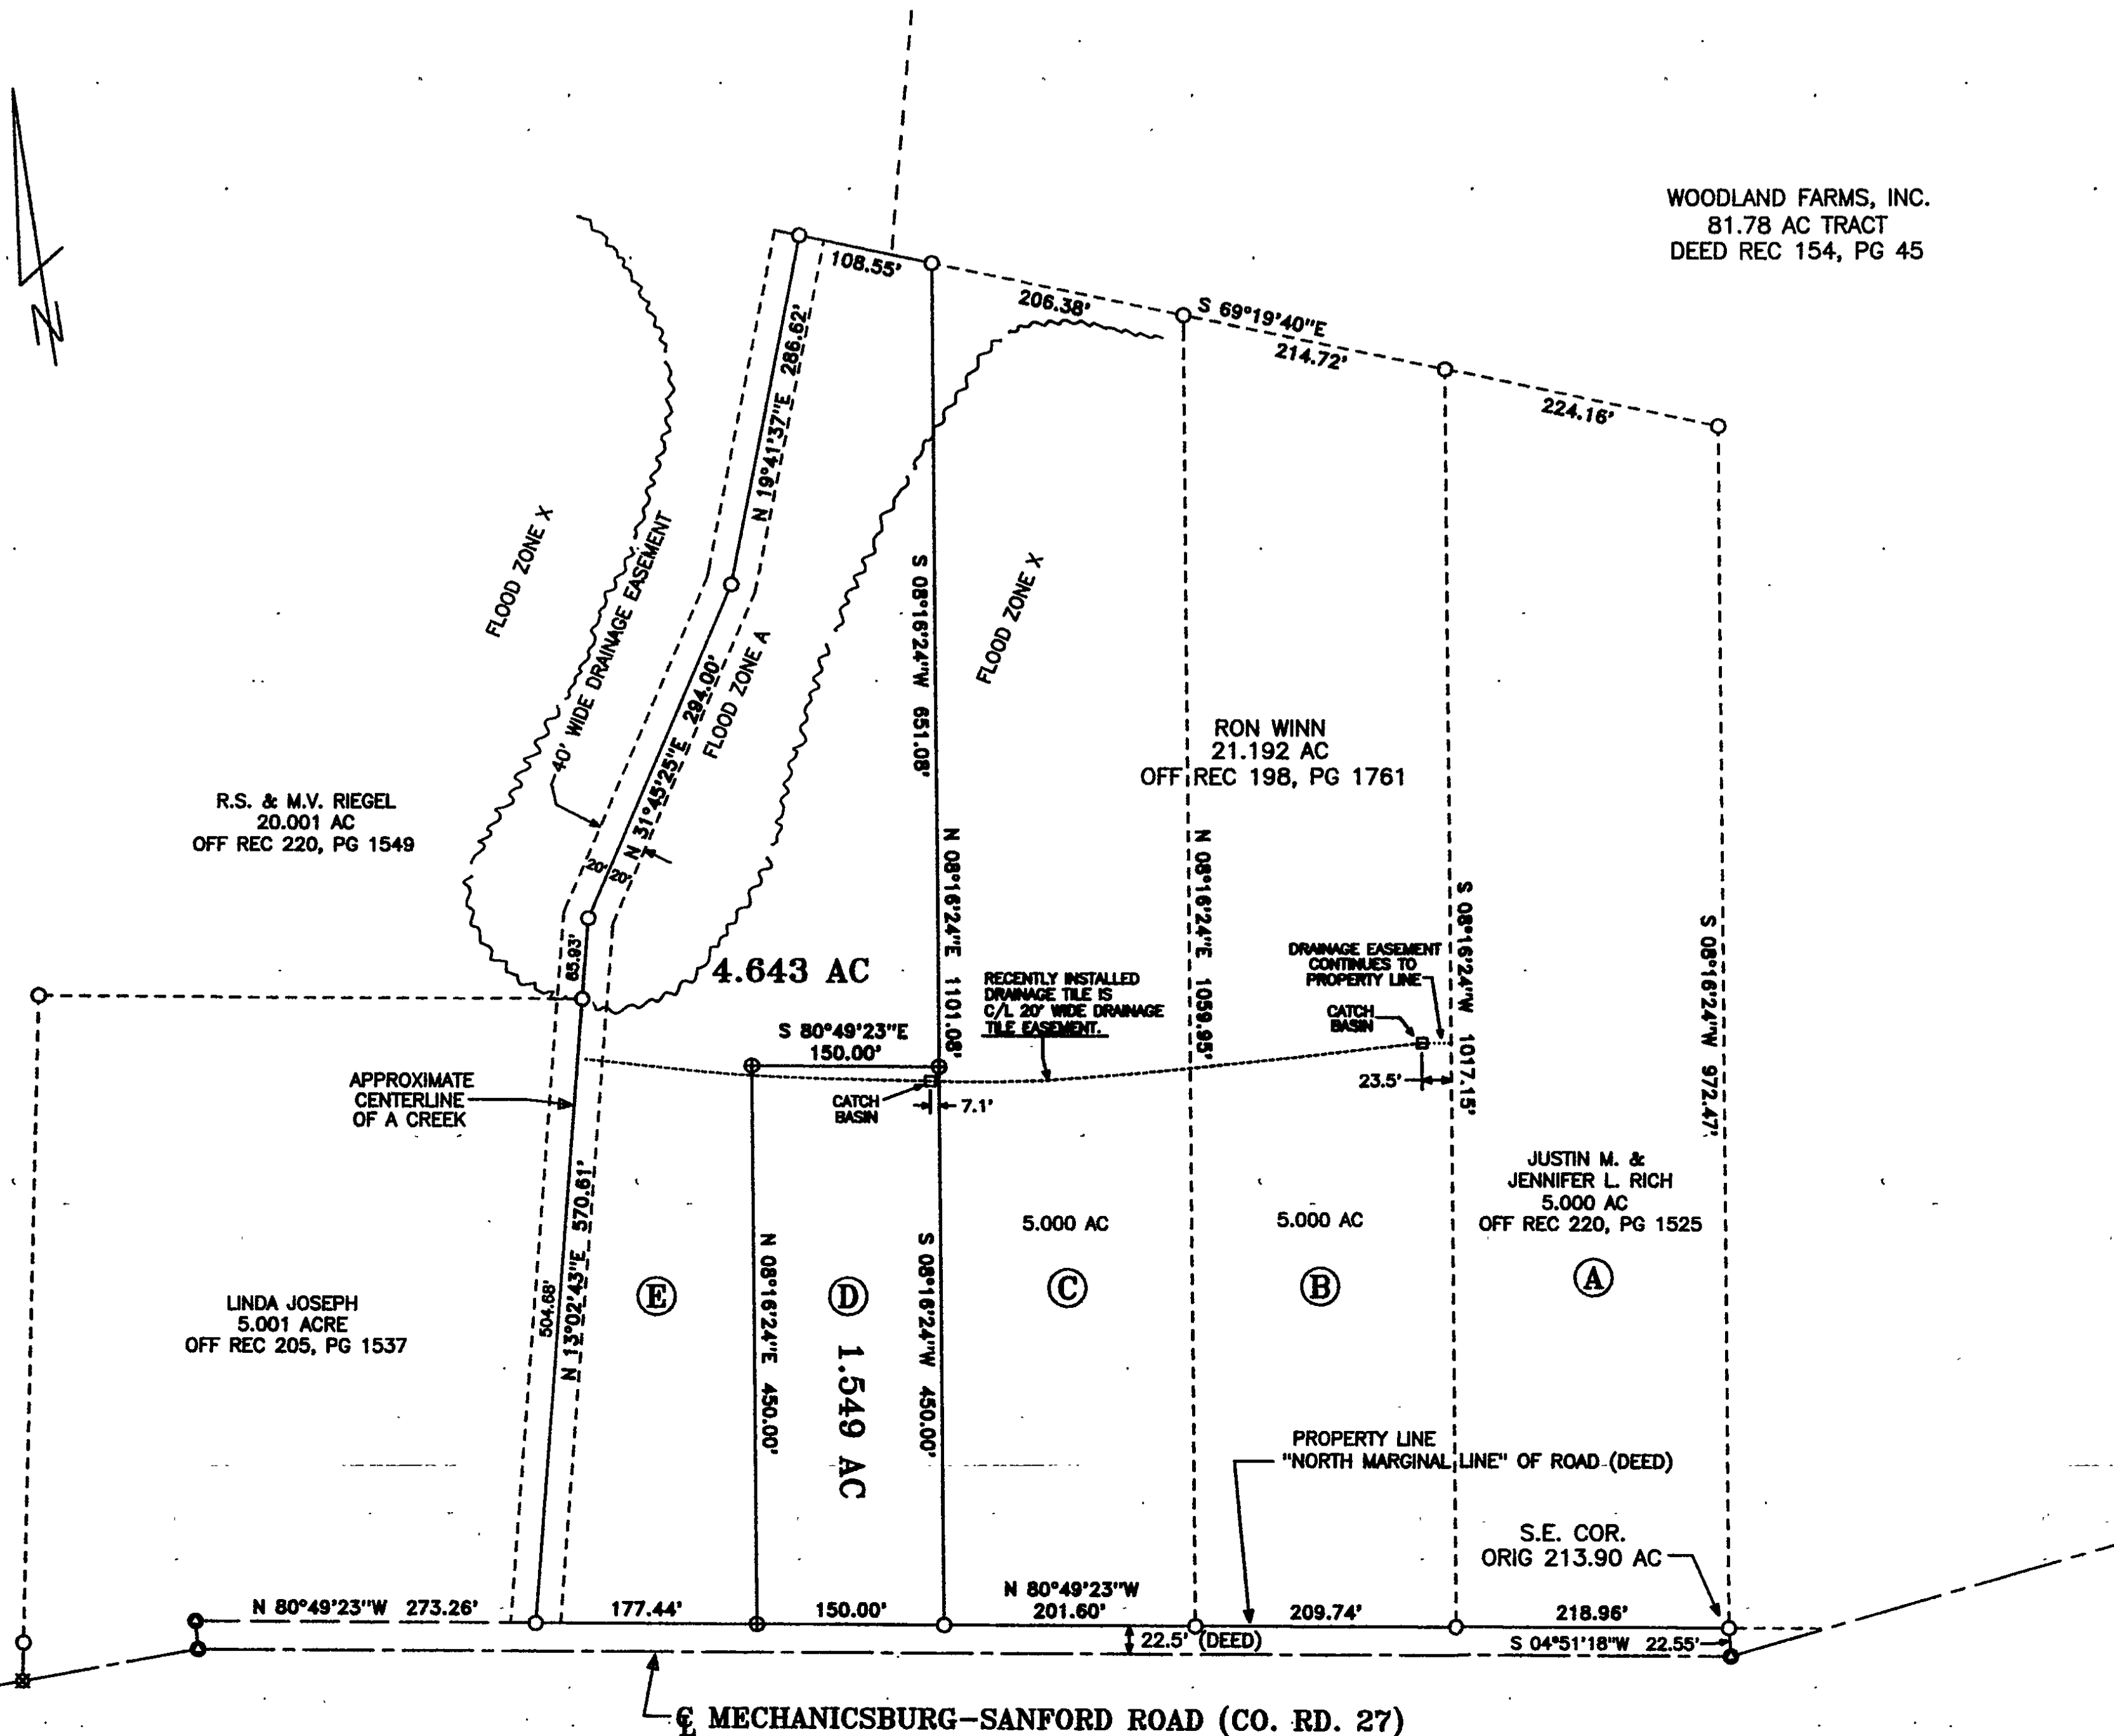 WOODLAND FARMS, INC.
81.78 AC TRACT
DEED REC 154, PG 45
N
108.55'
206.38'
S 69°19'40"E
214.72'
224.16'
N 19°41'37"E 286.62'
FLOOD ZONE X
40' WIDE DRAINAGE EASEMENT
FLOOD ZONE A
N 31°45'25"E 294.00'
S 08°16'24"W 651.08'
FLOOD ZONE X
RON WINN
21.192 AC
OFF REC 198, PG 1761
R.S. & M.V. RIEGEL
20.001 AC
OFF REC 220, PG 1549
20' 20'
65.93'
4.643 AC
N 08°16'24"E 1101.08'
N 08°16'24"E 1059.95'
S 08°16'24"W 1017.15'
S 08°16'24"W 972.47'
RECENTLY INSTALLED
DRAINAGE TILE IS
C/L 20' WIDE DRAINAGE
TILE EASEMENT.
DRAINAGE EASEMENT
CONTINUES TO
PROPERTY LINE
CATCH
BASIN
23.5'
S 80°49'23"E
150.00'
CATCH
BASIN
7.1'
APPROXIMATE
CENTERLINE
OF A CREEK
JUSTIN M. &
JENNIFER L. RICH
5.000 AC
OFF REC 220, PG 1525
5.000 AC
5.000 AC
504.68'
N 13°02'43"E 570.61'
E
N 08°16'24"E 450.00'
D
1.549 AC
S 08°16'24"W 450.00'
C
B
A
LINDA JOSEPH
5.001 ACRE
OFF REC 205, PG 1537
PROPERTY LINE
"NORTH MARGINAL LINE" OF ROAD (DEED)
S.E. COR.
ORIG 213.90 AC
N 80°49'23"W 273.26'
177.44'
150.00'
N 80°49'23"W
201.60'
209.74'
218.96'
22.5' (DEED)
S 04°51'18"W 22.55'
℄ MECHANICSBURG-SANFORD ROAD (CO. RD. 27)